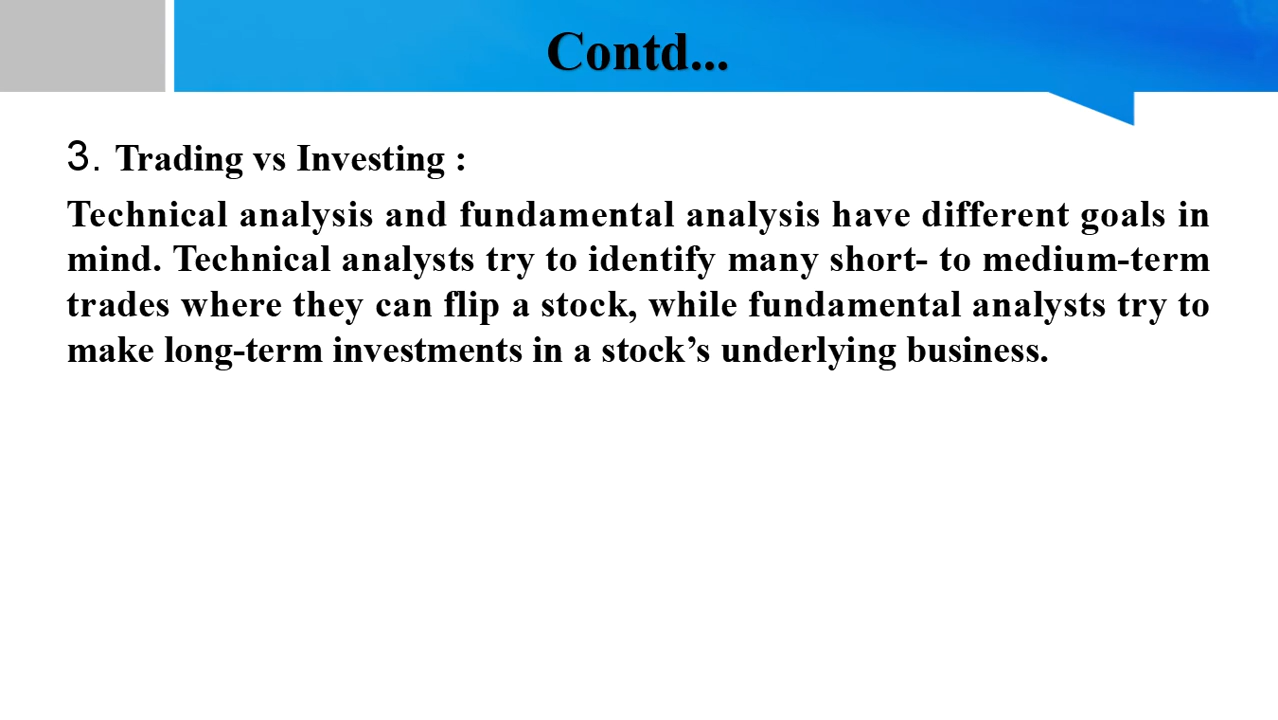 Contd...
3. Trading vs Investing :
Technical analysis and fundamental analysis have different goals in
mind. Technical analysts try to identify many short- to medium-term
trades where they can flip a stock, while fundamental analysts try to
make long-term investments in a stock’s underlying business.